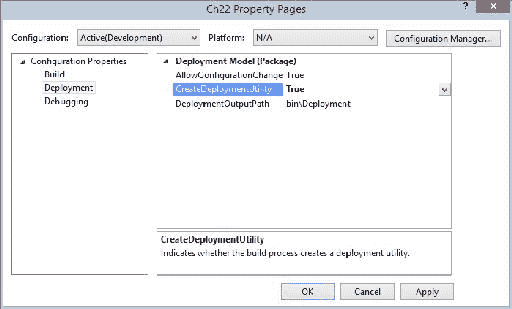 Ch22 Property Pages
? x
Configuration: Active(Development) Platform: N/A Configuration Manager...
Configuration Properties
Build
Deployment
Debugging
Deployment Model (Package)
AllowConfigurationChange True
CreateDeploymentUtility True
DeploymentOutputPath bin\Deployment
CreateDeploymentUtility
Indicates whether the build process creates a deployment utility.
OK Cancel Apply